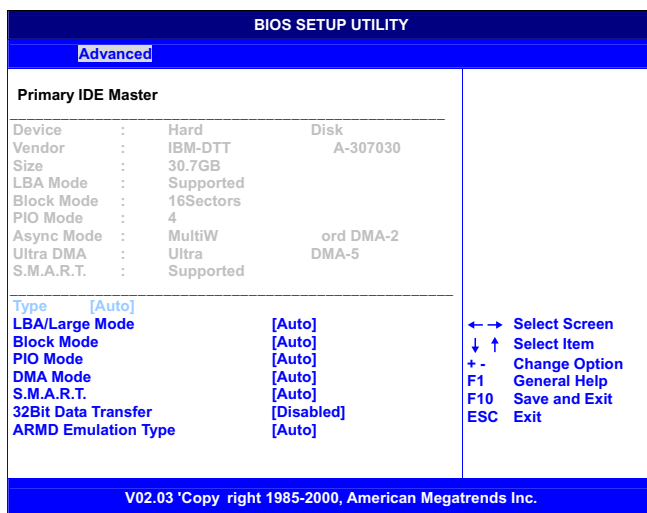 BIOS SETUP UTILITY
Advanced
Primary IDE Master
Device : Hard Disk
Vendor : IBM-DTT A-307030
Size : 30.7GB
LBA Mode : Supported
Block Mode : 16Sectors
PIO Mode : 4
Async Mode : MultiW ord DMA-2
Ultra DMA : Ultra DMA-5
S.M.A.R.T. : Supported
Type [Auto]
LBA/Large Mode [Auto]
Block Mode [Auto]
PIO Mode [Auto]
DMA Mode [Auto]
S.M.A.R.T. [Auto]
32Bit Data Transfer [Disabled]
ARMD Emulation Type [Auto]
←→ Select Screen
↓ ↑ Select Item
+ - Change Option
F1 General Help
F10 Save and Exit
ESC Exit
V02.03 'Copy right 1985-2000, American Megatrends Inc.